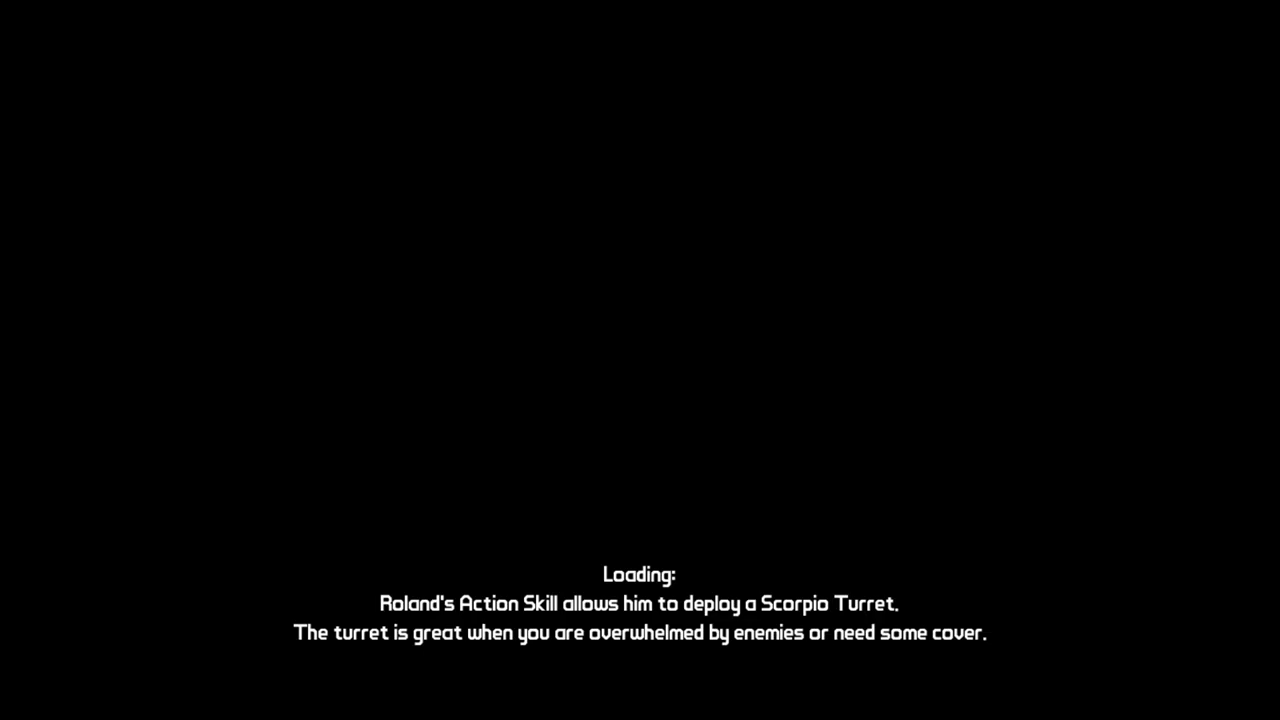 Loading:
Roland's Action Skill allows him to deploy a Scorpio Turret.
The turret is great when you are overwhelmed by enemies or need some cover.